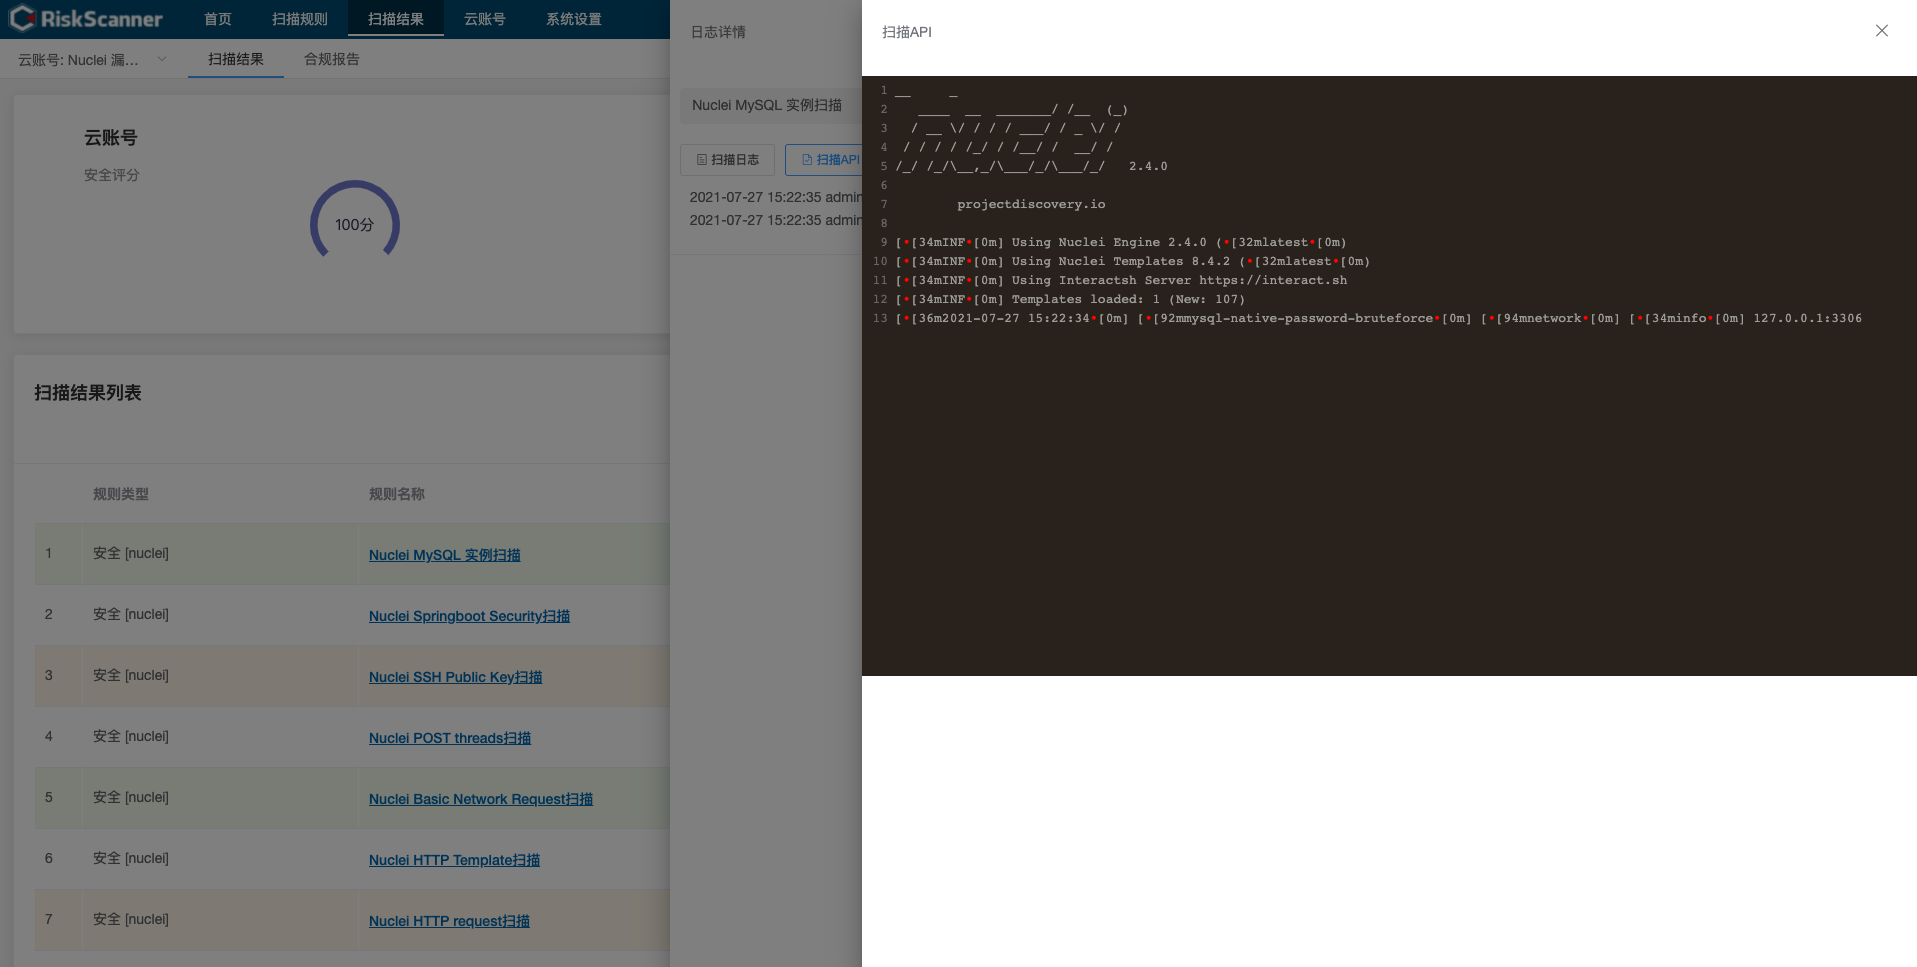 RiskScanner 首页 扫描规则 扫描结果 云账号 系统设置
云账号: Nuclei 漏... 扫描结果 合规报告
云账号
安全评分
100分
扫描结果列表
规则类型 规则名称
1 安全 [nuclei] Nuclei MySQL 实例扫描
2 安全 [nuclei] Nuclei Springboot Security扫描
3 安全 [nuclei] Nuclei SSH Public Key扫描
4 安全 [nuclei] Nuclei POST threads扫描
5 安全 [nuclei] Nuclei Basic Network Request扫描
6 安全 [nuclei] Nuclei HTTP Template扫描
7 安全 [nuclei] Nuclei HTTP request扫描
日志详情
Nuclei MySQL 实例扫描
扫描日志 扫描API
2021-07-27 15:22:35 admin
2021-07-27 15:22:35 admin
扫描API
1 __     _
2    ____  __  _______/ /__  (_)
3   / __ \/ / / / ___/ / _ \/ /
4  / / / / /_/ / /__/ /  __/ /
5 /_/ /_/\__,_/\___/_/\___/_/   2.4.0
6
7         projectdiscovery.io
8
9 [•[34mINF•[0m] Using Nuclei Engine 2.4.0 (•[32mlatest•[0m)
10 [•[34mINF•[0m] Using Nuclei Templates 8.4.2 (•[32mlatest•[0m)
11 [•[34mINF•[0m] Using Interactsh Server https://interact.sh
12 [•[34mINF•[0m] Templates loaded: 1 (New: 107)
13 [•[36m2021-07-27 15:22:34•[0m] [•[92mmysql-native-password-bruteforce•[0m] [•[94mnetwork•[0m] [•[34minfo•[0m] 127.0.0.1:3306